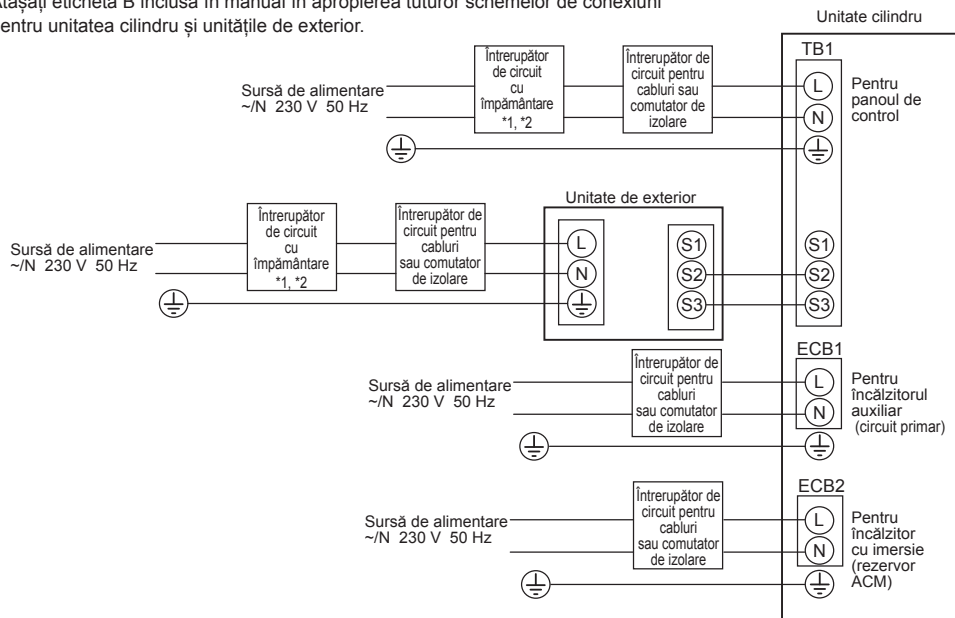 Atașați eticheta B inclusă în manual în apropierea tuturor schemelor de conexiuni
pentru unitatea cilindru și unitățile de exterior.
Unitate cilindru
TB1
Sursă de alimentare
~/N 230 V 50 Hz
Întrerupător
de circuit
cu
împământare
*1, *2
Întrerupător de
circuit pentru
cabluri sau
comutator de
izolare
L
N
Pentru
panoul de
control
Unitate de exterior
Sursă de alimentare
~/N 230 V 50 Hz
Întrerupător
de circuit
cu
împământare
*1, *2
Întrerupător de
circuit pentru
cabluri
sau comutator
de izolare
L
N
S1
S2
S3
S1
S2
S3
ECB1
Sursă de alimentare
~/N 230 V 50 Hz
Întrerupător de
circuit pentru
cabluri
sau comutator
de izolare
L
N
Pentru
încălzitorul
auxiliar
(circuit primar)
ECB2
Sursă de alimentare
~/N 230 V 50 Hz
Întrerupător de
circuit pentru
cabluri
sau comutator
de izolare
L
N
Pentru
încălzitor
cu imersie
(rezervor
ACM)